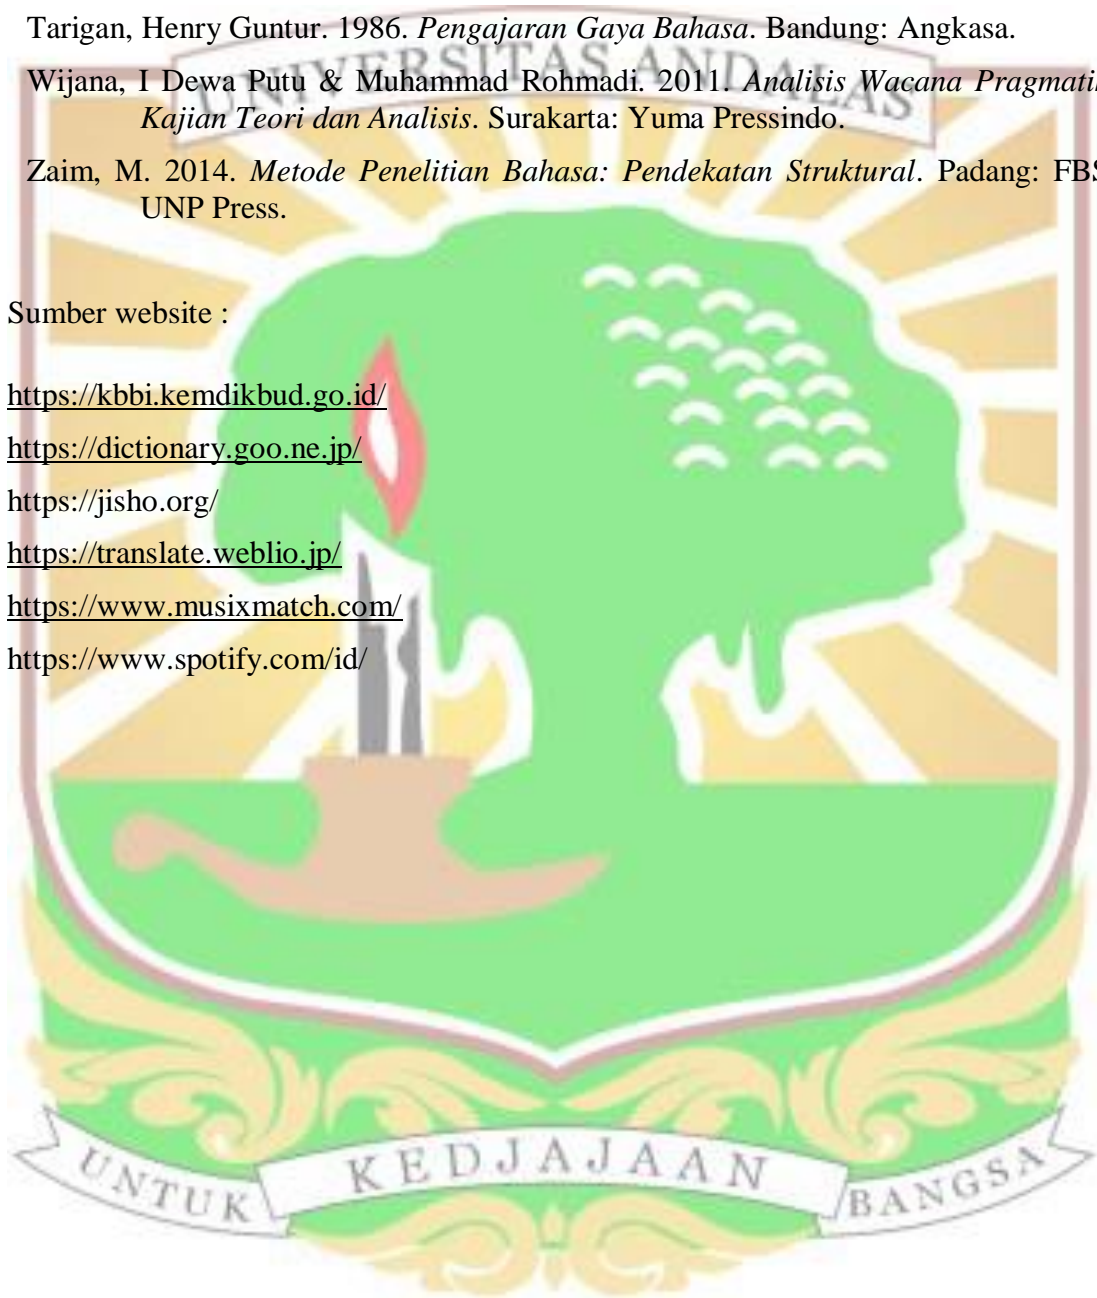 Tarigan, Henry Guntur. 1986. Pengajaran Gaya Bahasa. Bandung: Angkasa.
UNIVERSITAS ANDALAS
Wijana, I Dewa Putu & Muhammad Rohmadi. 2011. Analisis Wacana Pragmatik
Kajian Teori dan Analisis. Surakarta: Yuma Pressindo.
Zaim, M. 2014. Metode Penelitian Bahasa: Pendekatan Struktural. Padang: FBS
UNP Press.
Sumber website :
https://kbbi.kemdikbud.go.id/
https://dictionary.goo.ne.jp/
https://jisho.org/
https://translate.weblio.jp/
https://www.musixmatch.com/
https://www.spotify.com/id/
UNTUK KEDJAJAAN BANGSA